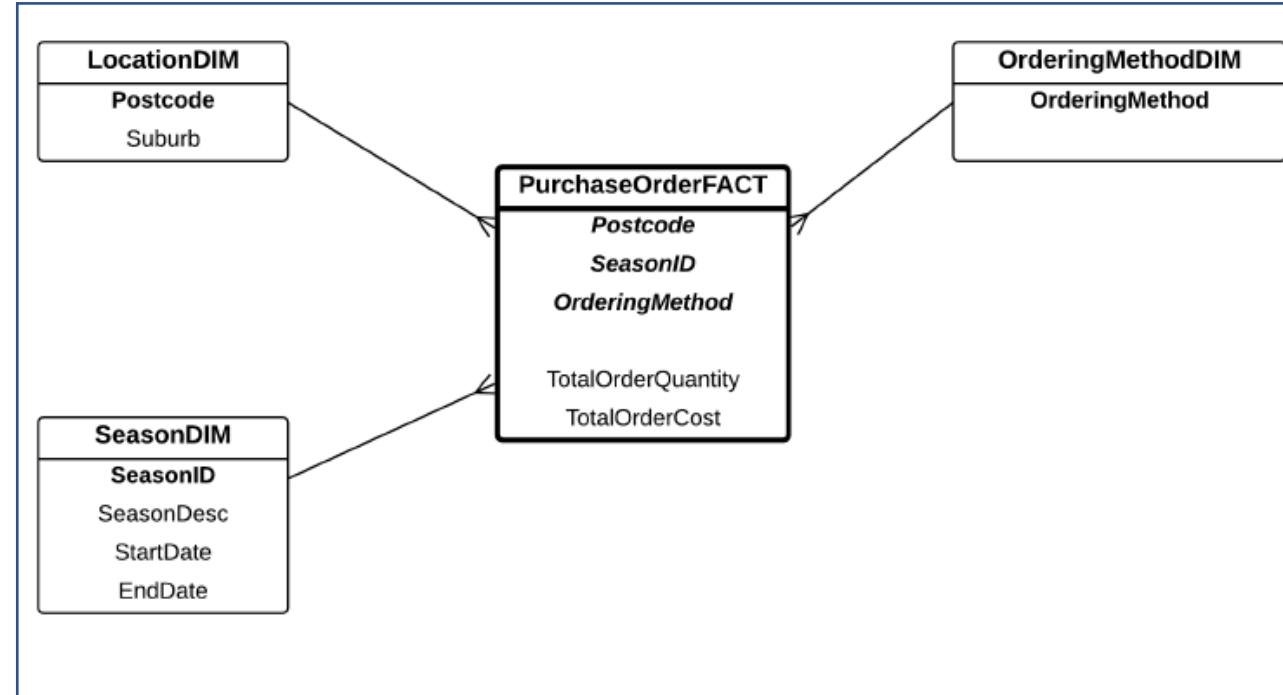 LocationDIM
Postcode
Suburb
OrderingMethodDIM
OrderingMethod
PurchaseOrderFACT
Postcode
SeasonID
OrderingMethod
TotalOrderQuantity
TotalOrderCost
SeasonDIM
SeasonID
SeasonDesc
StartDate
EndDate